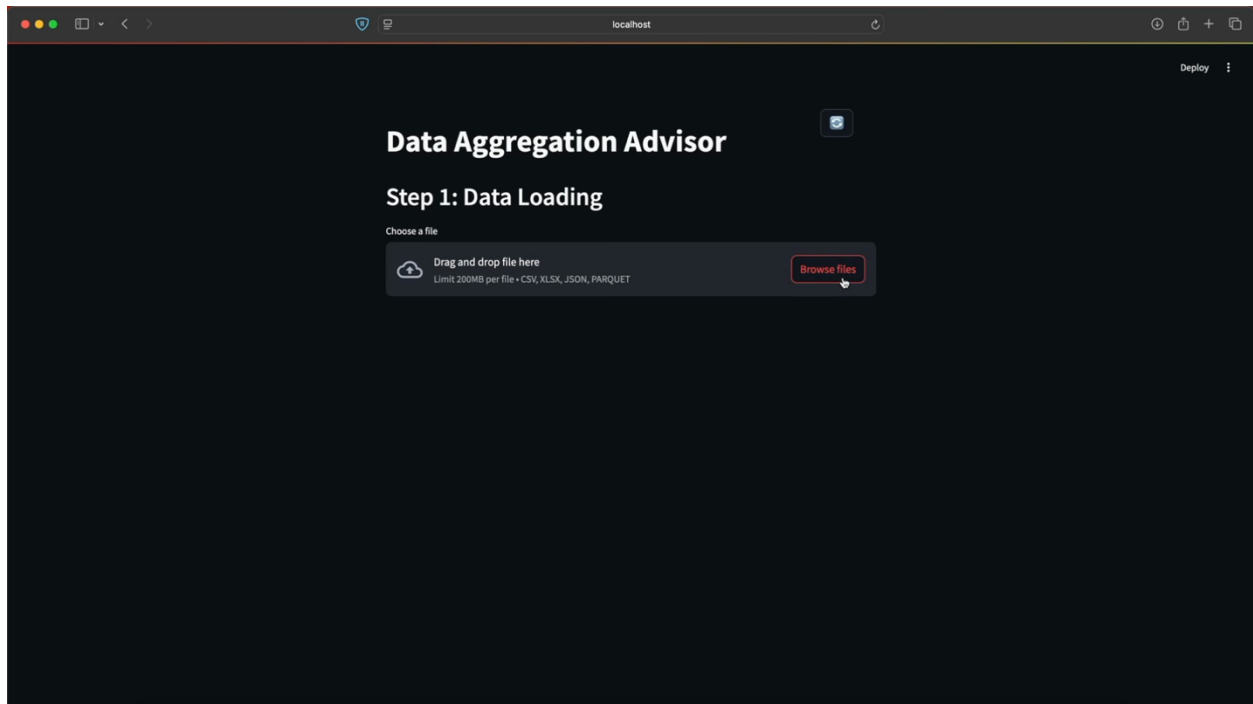 localhost
Deploy
Data Aggregation Advisor
Step 1: Data Loading
Choose a file
Drag and drop file here
Limit 200MB per file • CSV, XLSX, JSON, PARQUET
Browse files